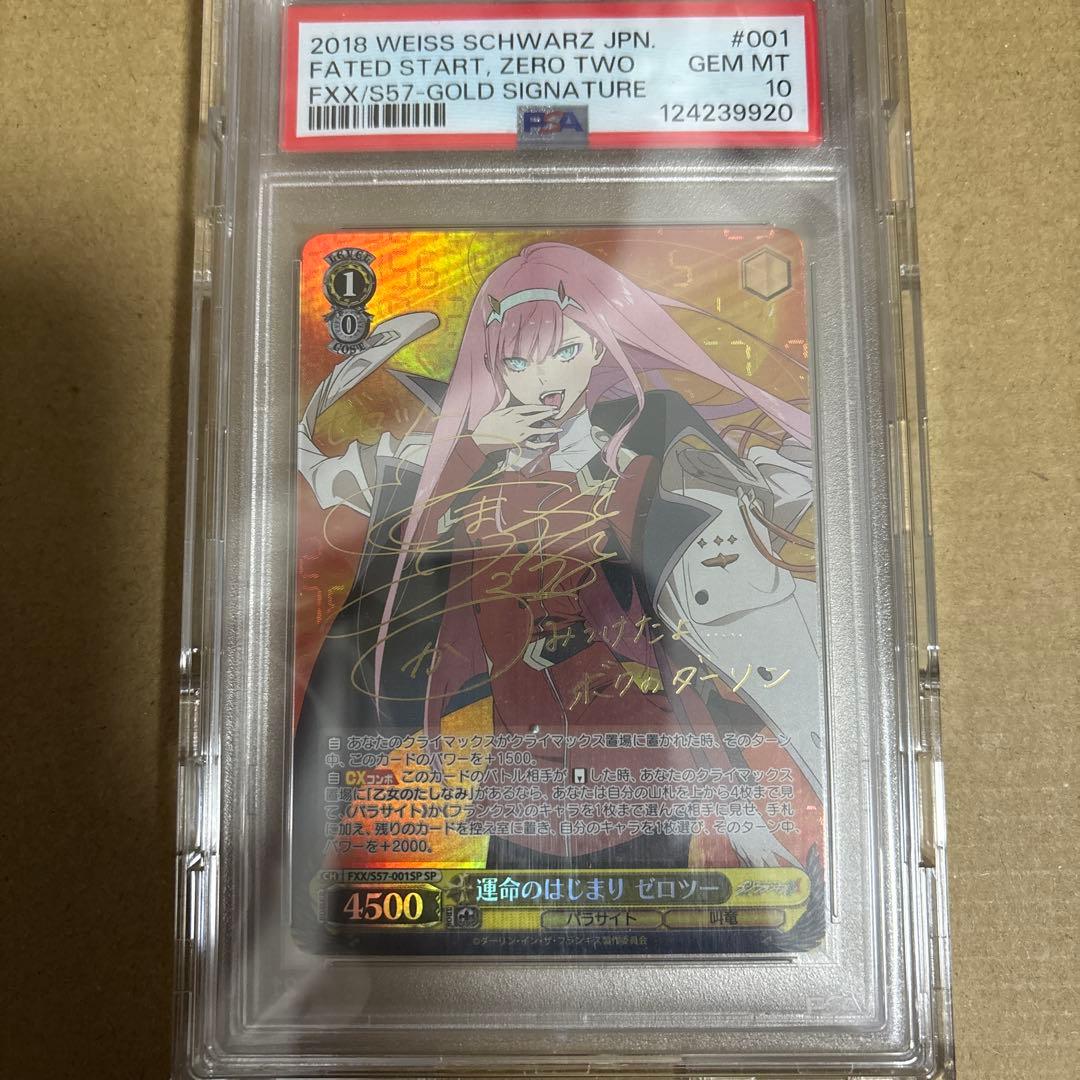 2018 WEISS SCHWARZ JPN. #001
FATED START, ZERO TWO GEM MT
FXX/S57-GOLD SIGNATURE 10
PSA 124239920
LEVEL
1
0
COST
みつけたよ……
ボクのダーリン
自 あなたのクライマックスがクライマックス置場に置かれた時、そのターン
中、このカードのパワーを+1500。
自 CXコンボ このカードのバトル相手が した時、あなたのクライマックス
置場に「乙女のたしなみ」があるなら、あなたは自分の山札を上から4枚まで見
て、《パラサイト》か《フランクス》のキャラを1枚まで選んで相手に見せ、手札
に加え、残りのカードを控え室に置き、自分のキャラを1枚選び、そのターン中、
パワーを+2000。
CH FXX/S57-001SP SP
4500
運命のはじまり ゼロツー
パラサイト 叫竜
©ダーリン・イン・ザ・フランキス製作委員会